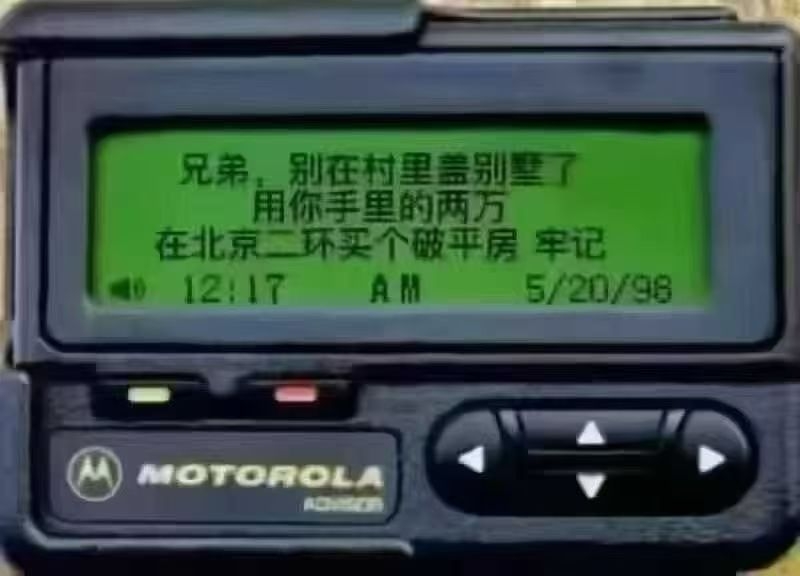 兄弟，别在村里盖别墅了
用你手里的两万
在北京二环买个破平房 牢记
12:17 AM 5/20/98
MOTOROLA
ADVISOR